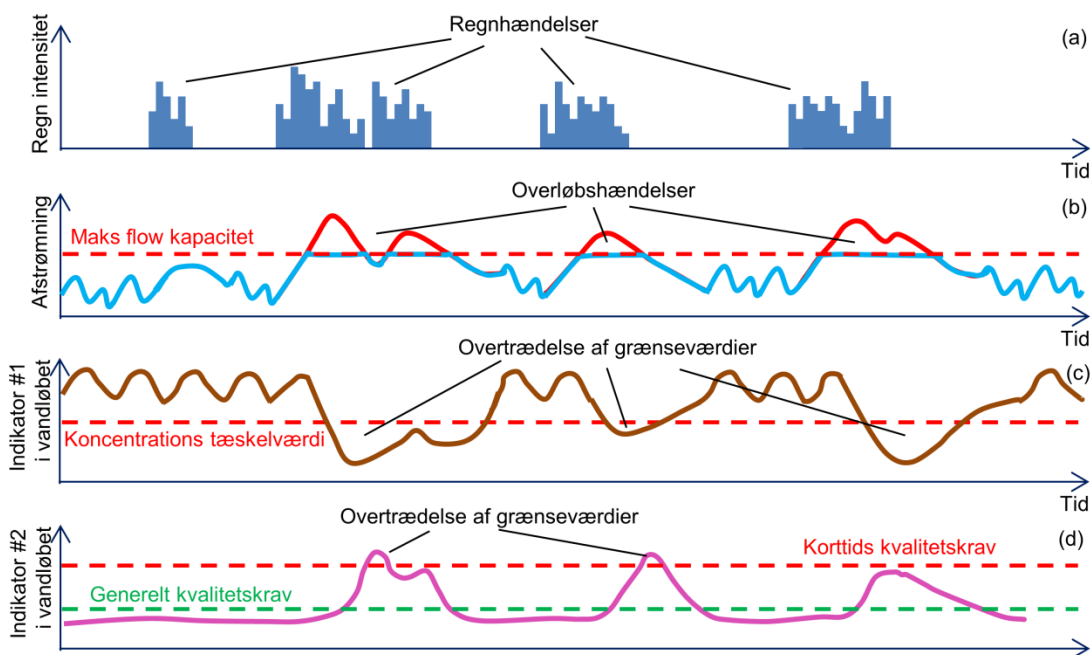 Regnhændelser
(a)
Regn intensitet
Tid
Overløbshændelser
(b)
Maks flow kapacitet
Afstrømning
Tid
Overtrædelse af grænseværdier
(c)
Indikator #1
i vandløbet
Koncentrations tæskelværdi
Tid
Overtrædelse af grænseværdier
Korttids kvalitetskrav
(d)
Indikator #2
i vandløbet
Generelt kvalitetskrav
Tid